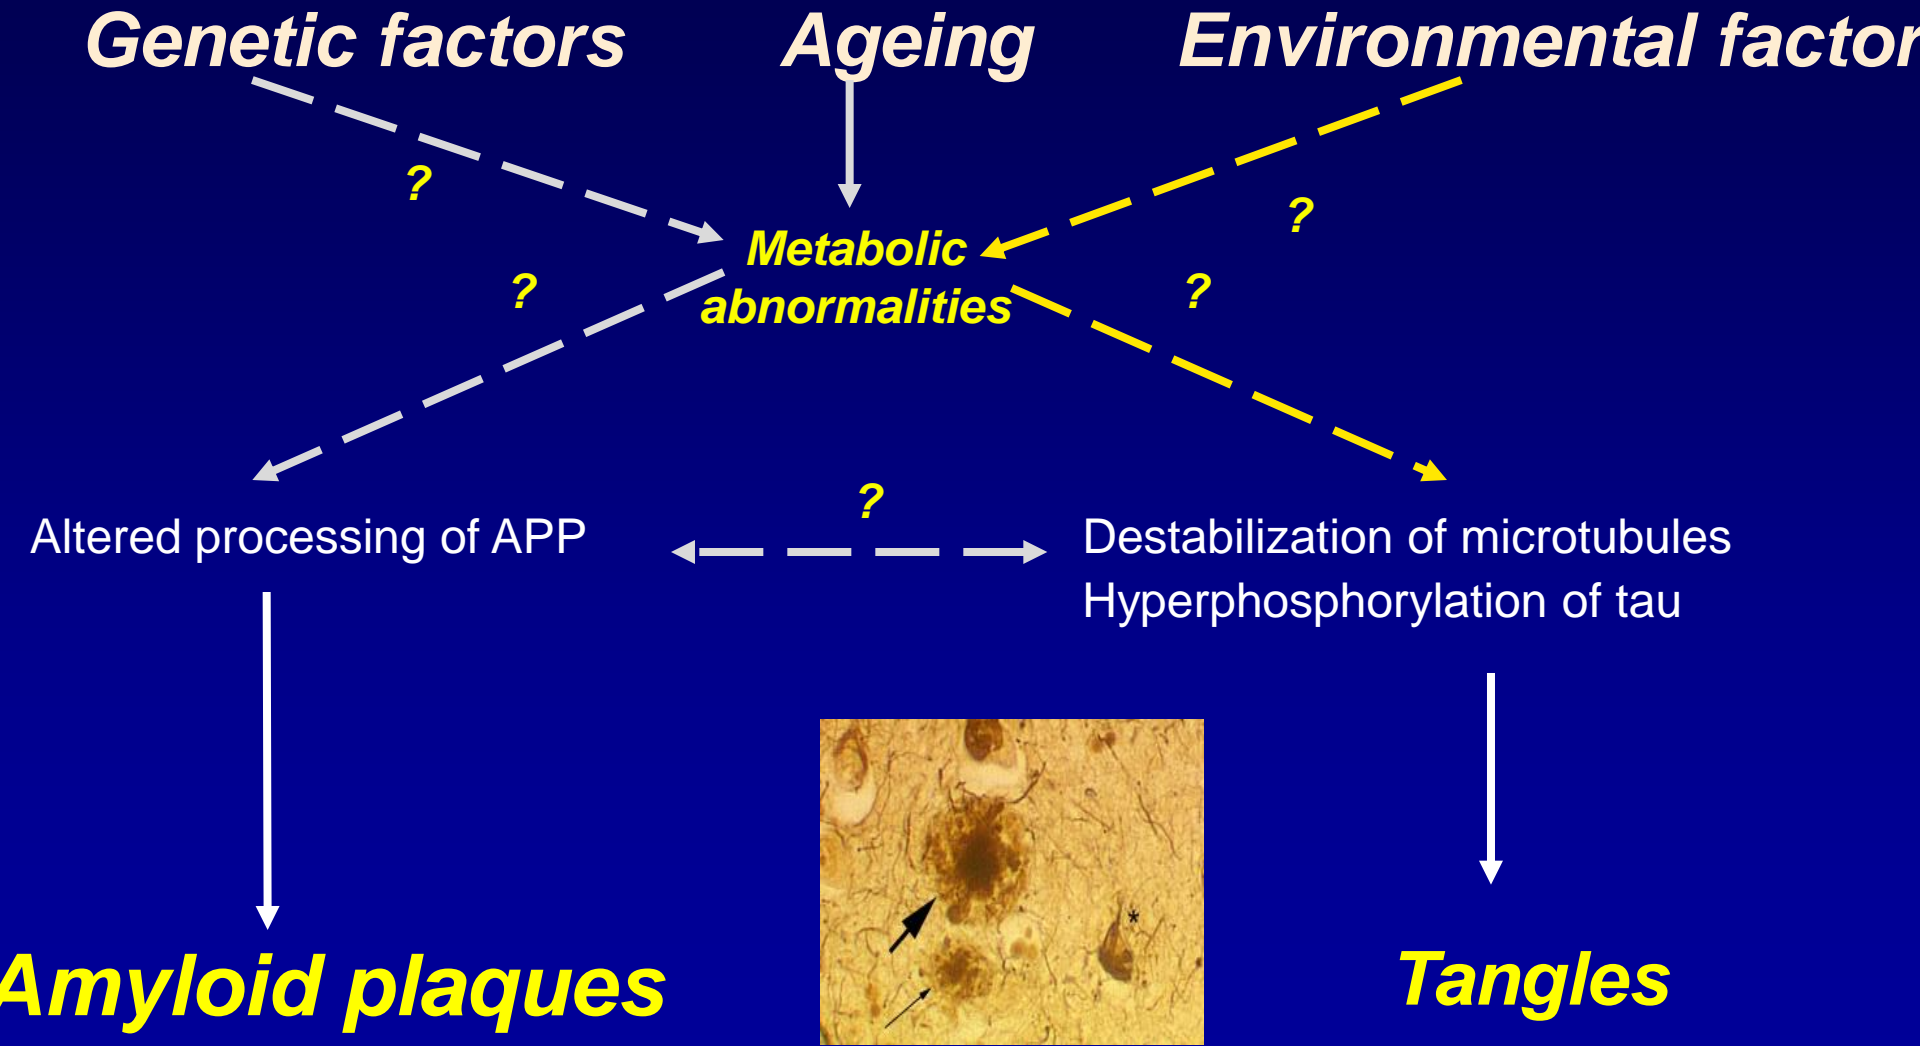 Genetic factors Ageing Environmental factor
?
?
Metabolic
abnormalities
?
?
?
Altered processing of APP
Destabilization of microtubules
Hyperphosphorylation of tau
*
Amyloid plaques
Tangles